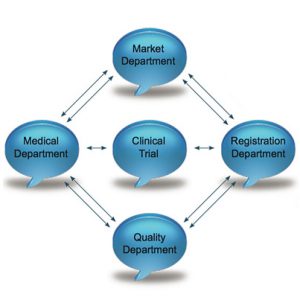 Market
Department
Medical
Department
Clinical
Trial
Registration
Department
Quality
Department